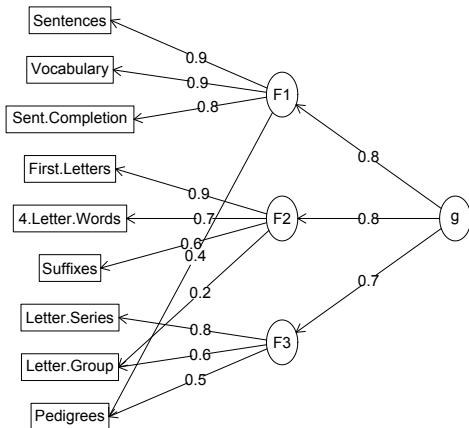 Sentences
0.9
Vocabulary
0.9
F1
Sent.Completion
0.8
0.8
First.Letters
0.9
4.Letter.Words
0.7
F2
0.8
g
0.6
Suffixes
0.4
0.7
0.2
Letter.Series
0.8
F3
Letter.Group
0.6
0.5
Pedigrees